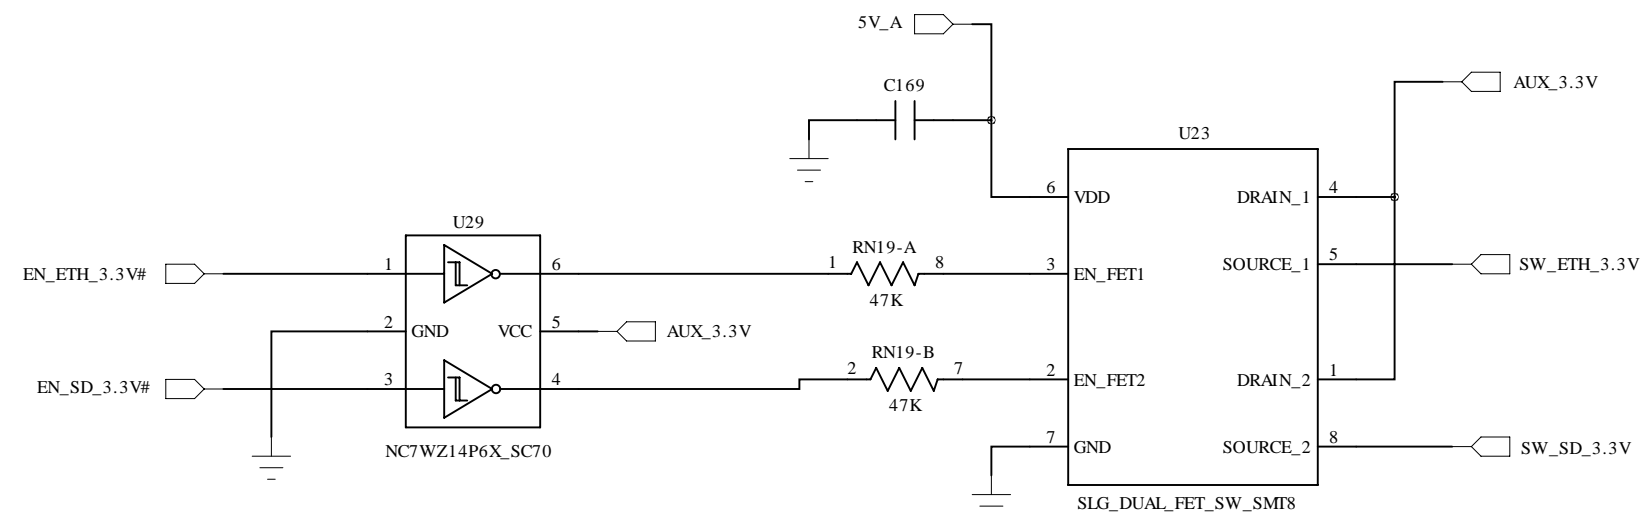 5V_A
C169
AUX_3.3V
U23
6 VDD
DRAIN_1 4
U29
EN_ETH_3.3V# 1 6
RN19-A
1 8
47K
3 EN_FET1
SOURCE_1 5 SW_ETH_3.3V
2 GND
VCC 5 AUX_3.3V
EN_SD_3.3V# 3 4
RN19-B
2 7
47K
2 EN_FET2
DRAIN_2 1
NC7WZ14P6X_SC70
7 GND
SOURCE_2 8 SW_SD_3.3V
SLG_DUAL_FET_SW_SMT8